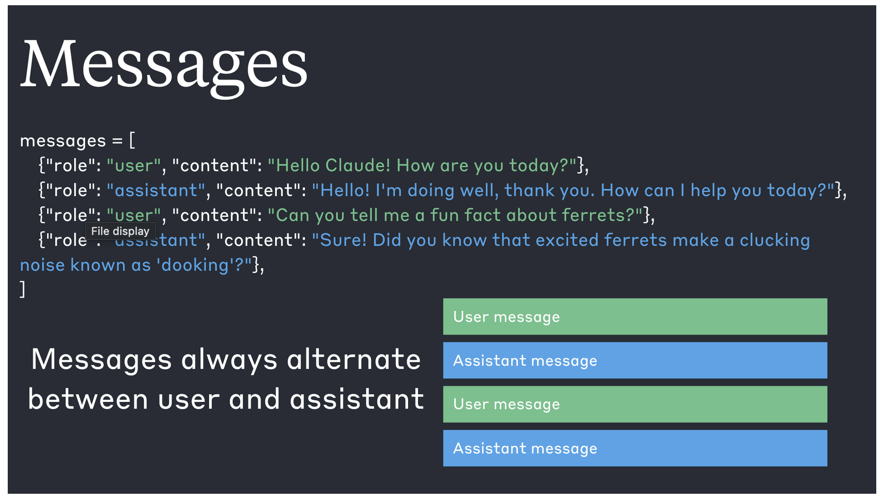 Messages
messages = [
{"role": "user", "content": "Hello Claude! How are you today?"},
{"role": "assistant", "content": "Hello! I'm doing well, thank you. How can I help you today?"},
{"role": "user", "content": "Can you tell me a fun fact about ferrets?"},
File display
{"role assistant", "content": "Sure! Did you know that excited ferrets make a clucking
noise known as 'dooking'?"},
]
Messages always alternate
between user and assistant
User message
Assistant message
User message
Assistant message